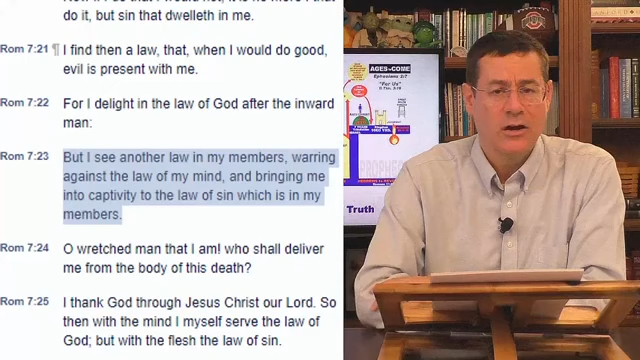 do it, but sin that dwelleth in me.
Rom 7:21 ¶ I find then a law, that, when I would do good,
evil is present with me.
Rom 7:22 For I delight in the law of God after the inward
man:
Rom 7:23 But I see another law in my members, warring
against the law of my mind, and bringing me
into captivity to the law of sin which is in my
members.
Rom 7:24 O wretched man that I am! who shall deliver
me from the body of this death?
Rom 7:25 I thank God through Jesus Christ our Lord. So
then with the mind I myself serve the law of
God; but with the flesh the law of sin.
AGES to COME
Ephesians 2:7
"For Us"
Truth